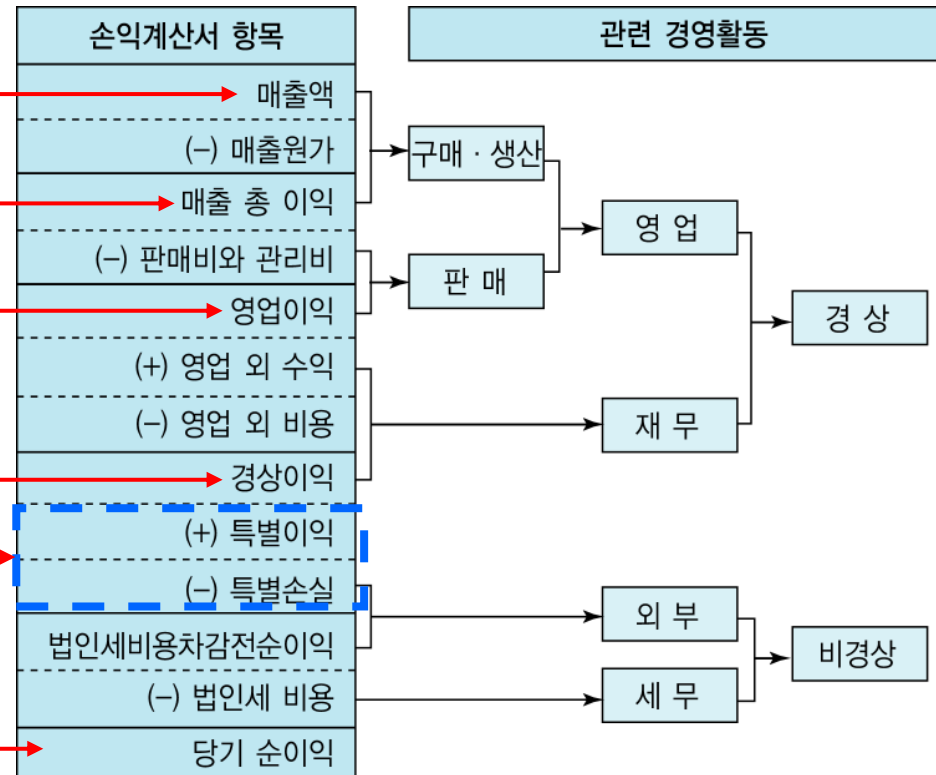 손익계산서 항목
관련 경영활동
매출액
(−) 매출원가
매출 총 이익
(−) 판매비와 관리비
영업이익
(+) 영업 외 수익
(−) 영업 외 비용
경상이익
(+) 특별이익
(−) 특별손실
법인세비용차감전순이익
(−) 법인세 비용
당기 순이익
구매 · 생산
판 매
영 업
재 무
경 상
외 부
세 무
비경상